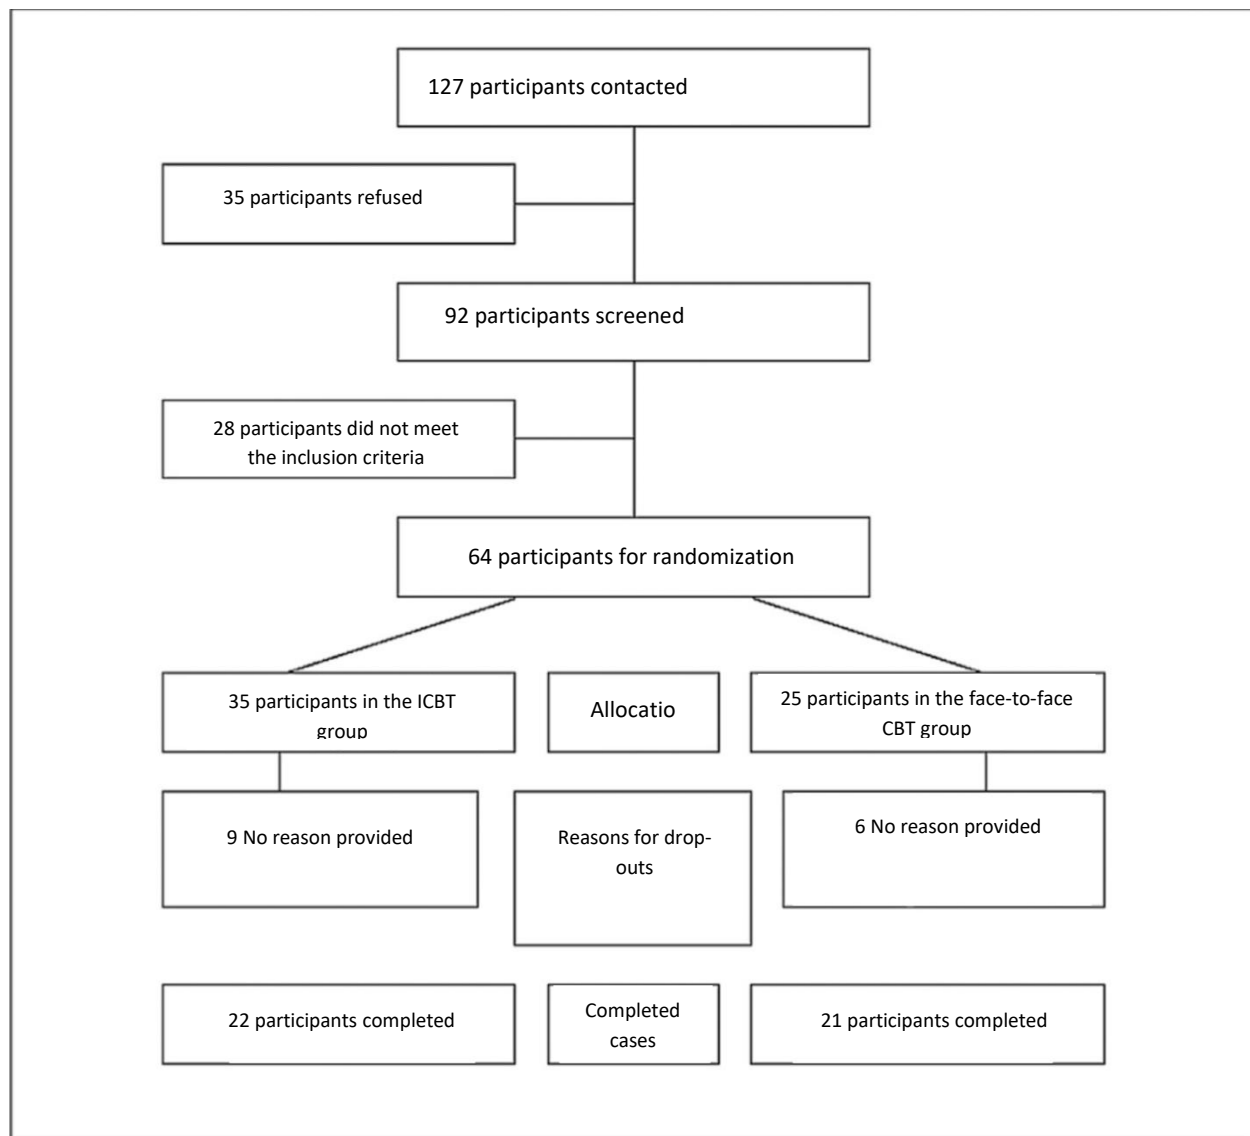 127 participants contacted
35 participants refused
92 participants screened
28 participants did not meet
the inclusion criteria
64 participants for randomization
35 participants in the ICBT
group
Allocatio
25 participants in the face-to-face
CBT group
9 No reason provided
Reasons for drop-
outs
6 No reason provided
22 participants completed
Completed
cases
21 participants completed